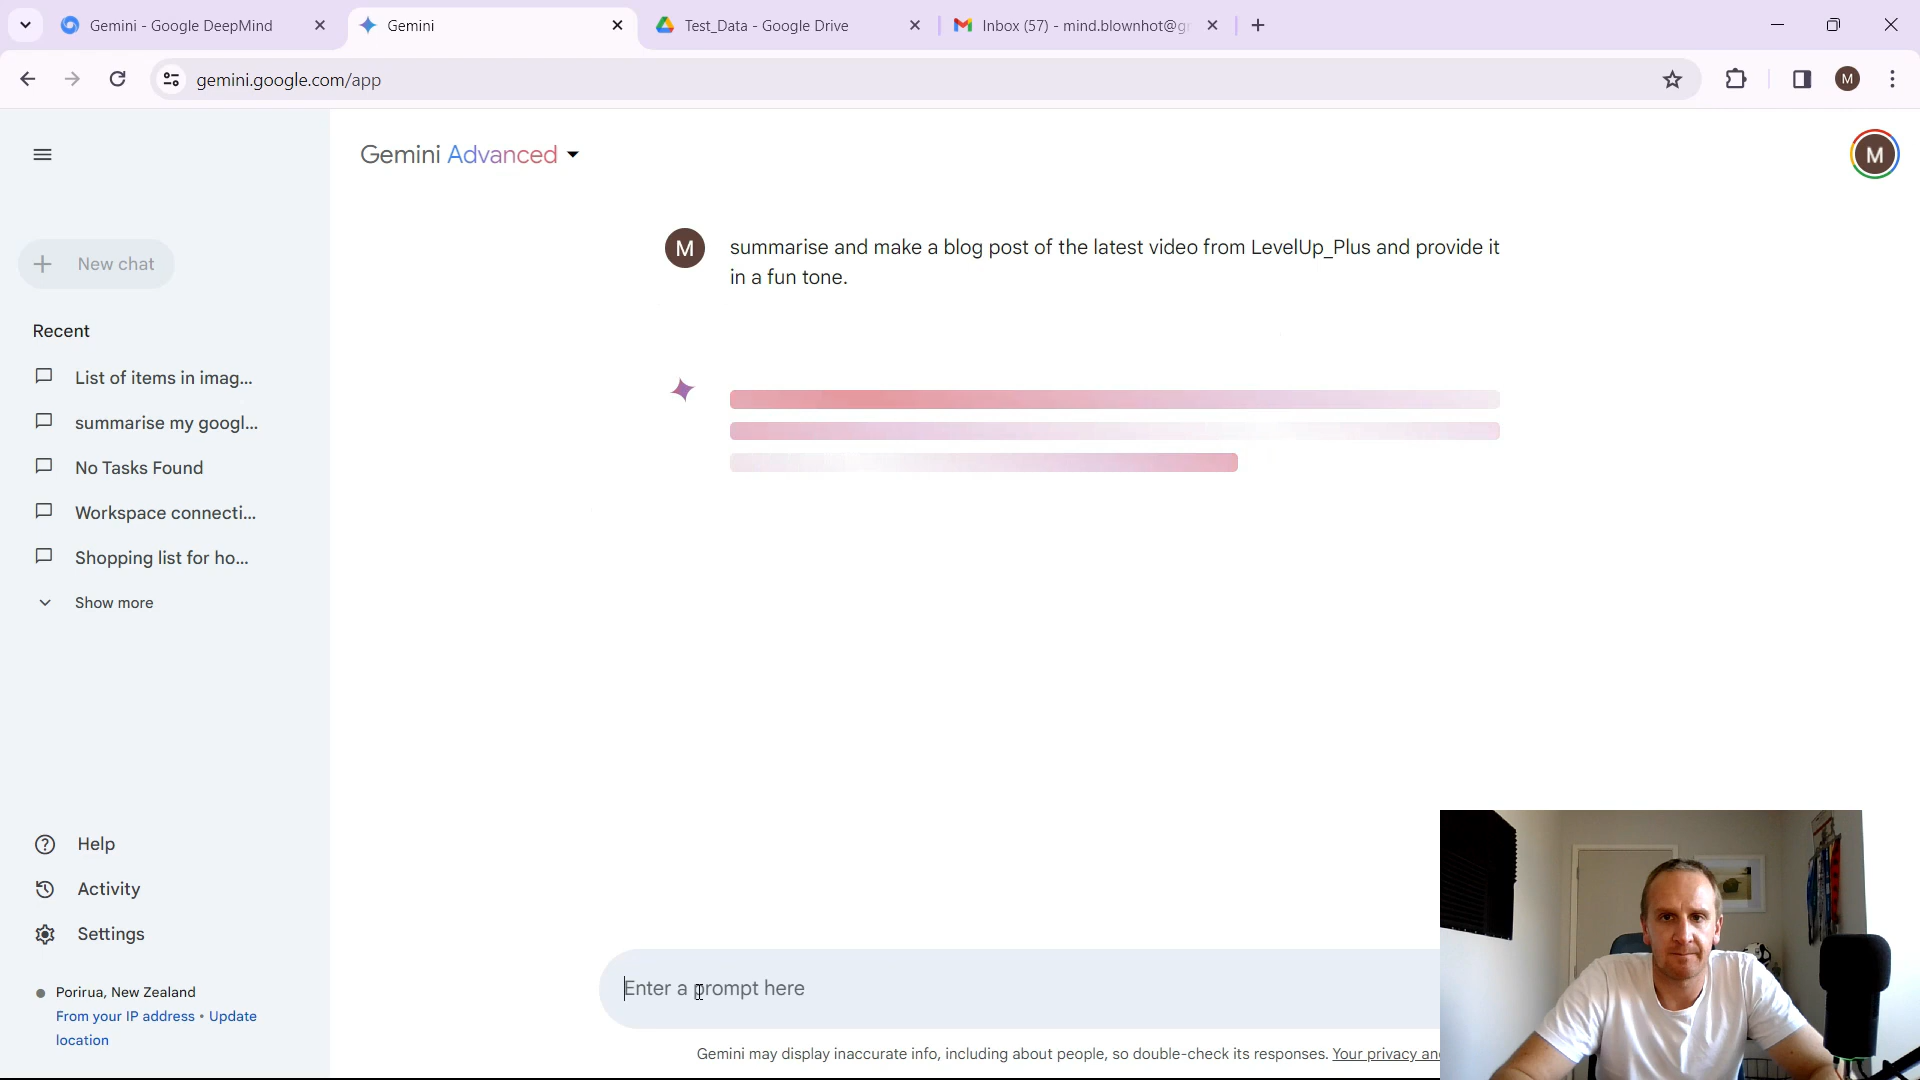 Gemini - Google DeepMind
Gemini
Test_Data - Google Drive
Inbox (57) - mind.blownhot@g
gemini.google.com/app
M
Gemini Advanced
M
New chat
M
summarise and make a blog post of the latest video from LevelUp_Plus and provide it
in a fun tone.
Recent
List of items in imag...
summarise my googl...
No Tasks Found
Workspace connecti...
Shopping list for ho...
Show more
Help
Activity
Settings
Porirua, New Zealand
From your IP address • Update
location
Enter a prompt here
Gemini may display inaccurate info, including about people, so double-check its responses. Your privacy an